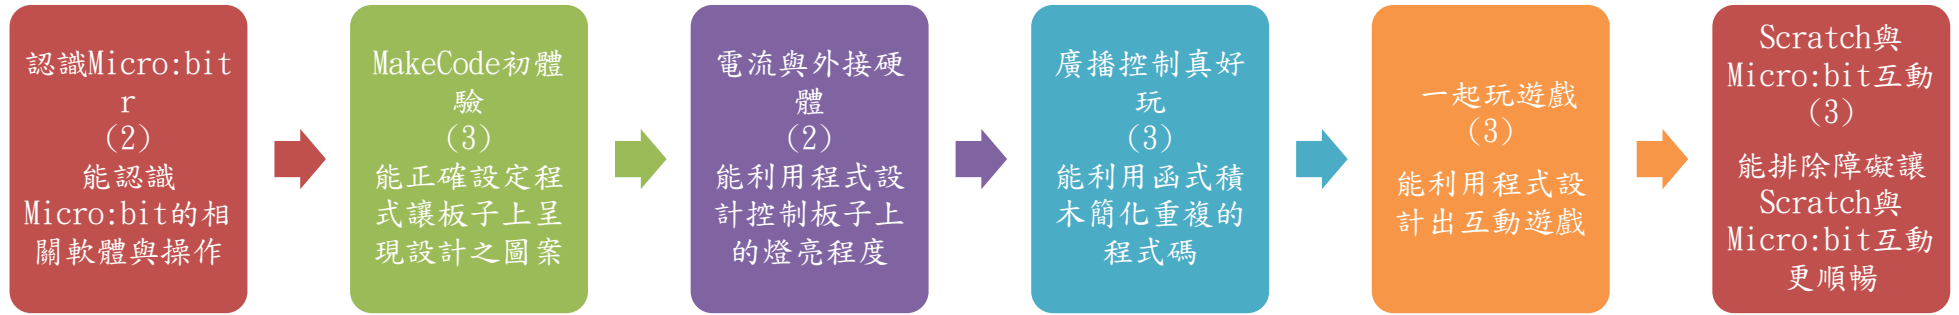 認識Micro:bit
r
(2)
能認識
Micro:bit的相
關軟體與操作
MakeCode初體
驗
(3)
能正確設定程
式讓板子上呈
現設計之圖案
電流與外接硬
體
(2)
能利用程式設
計控制板子上
的燈亮程度
廣播控制真好
玩
(3)
能利用函式積
木簡化重複的
程式碼
一起玩遊戲
(3)
能利用程式設
計出互動遊戲
Scratch與
Micro:bit互動
(3)
能排除障礙讓
Scratch與
Micro:bit互動
更順暢